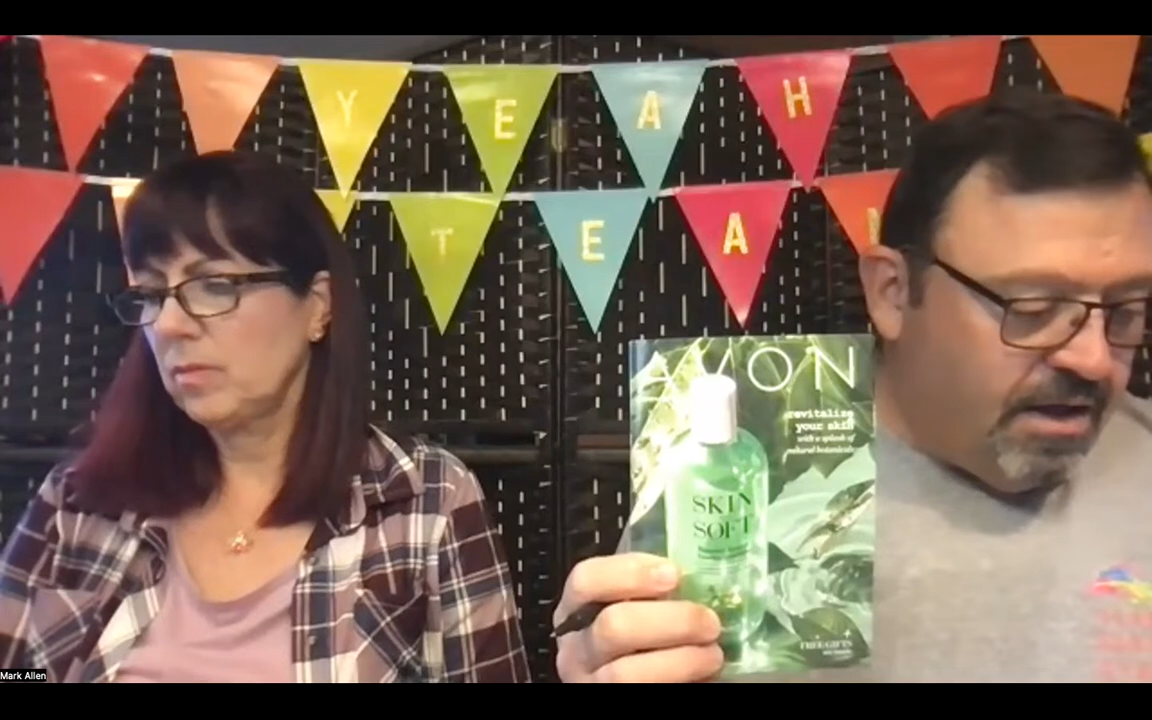 YEAH
TEA
AVON
revitalize
your skin
with a splash of
natural botanicals
SKIN
SO SOFT
FREE GIFTS
Mark Allen